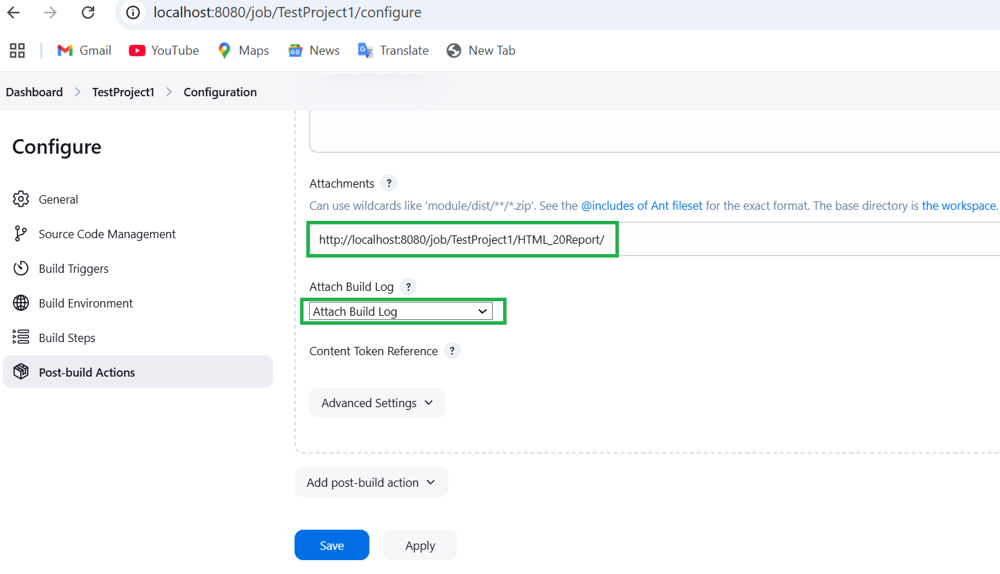 localhost:8080/job/TestProject1/configure
Gmail YouTube Maps News Translate New Tab
Dashboard TestProject1 Configuration
Configure
General
Source Code Management
Build Triggers
Build Environment
Build Steps
Post-build Actions
Attachments ?
Can use wildcards like 'module/dist/**/*.zip'. See the @includes of Ant fileset for the exact format. The base directory is the workspace.
http://localhost:8080/job/TestProject1/HTML_20Report/
Attach Build Log ?
Attach Build Log
Content Token Reference ?
Advanced Settings
Add post-build action
Save Apply